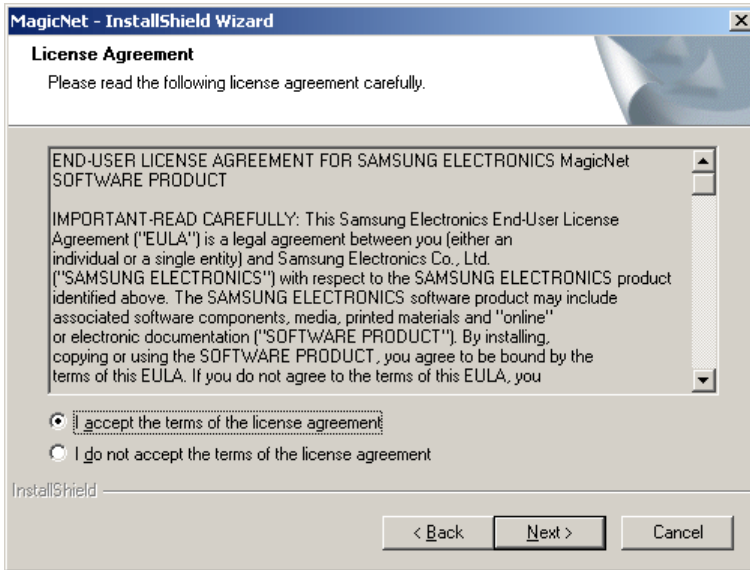 MagicNet - InstallShield Wizard
License Agreement
Please read the following license agreement carefully.
END-USER LICENSE AGREEMENT FOR SAMSUNG ELECTRONICS MagicNet
SOFTWARE PRODUCT
IMPORTANT-READ CAREFULLY: This Samsung Electronics End-User License
Agreement ("EULA") is a legal agreement between you (either an
individual or a single entity) and Samsung Electronics Co., Ltd.
("SAMSUNG ELECTRONICS") with respect to the SAMSUNG ELECTRONICS product
identified above. The SAMSUNG ELECTRONICS software product may include
associated software components, media, printed materials and "online"
or electronic documentation ("SOFTWARE PRODUCT"). By installing,
copying or using the SOFTWARE PRODUCT, you agree to be bound by the
terms of this EULA. If you do not agree to the terms of this EULA, you
I accept the terms of the license agreement
I do not accept the terms of the license agreement
InstallShield
< Back Next > Cancel